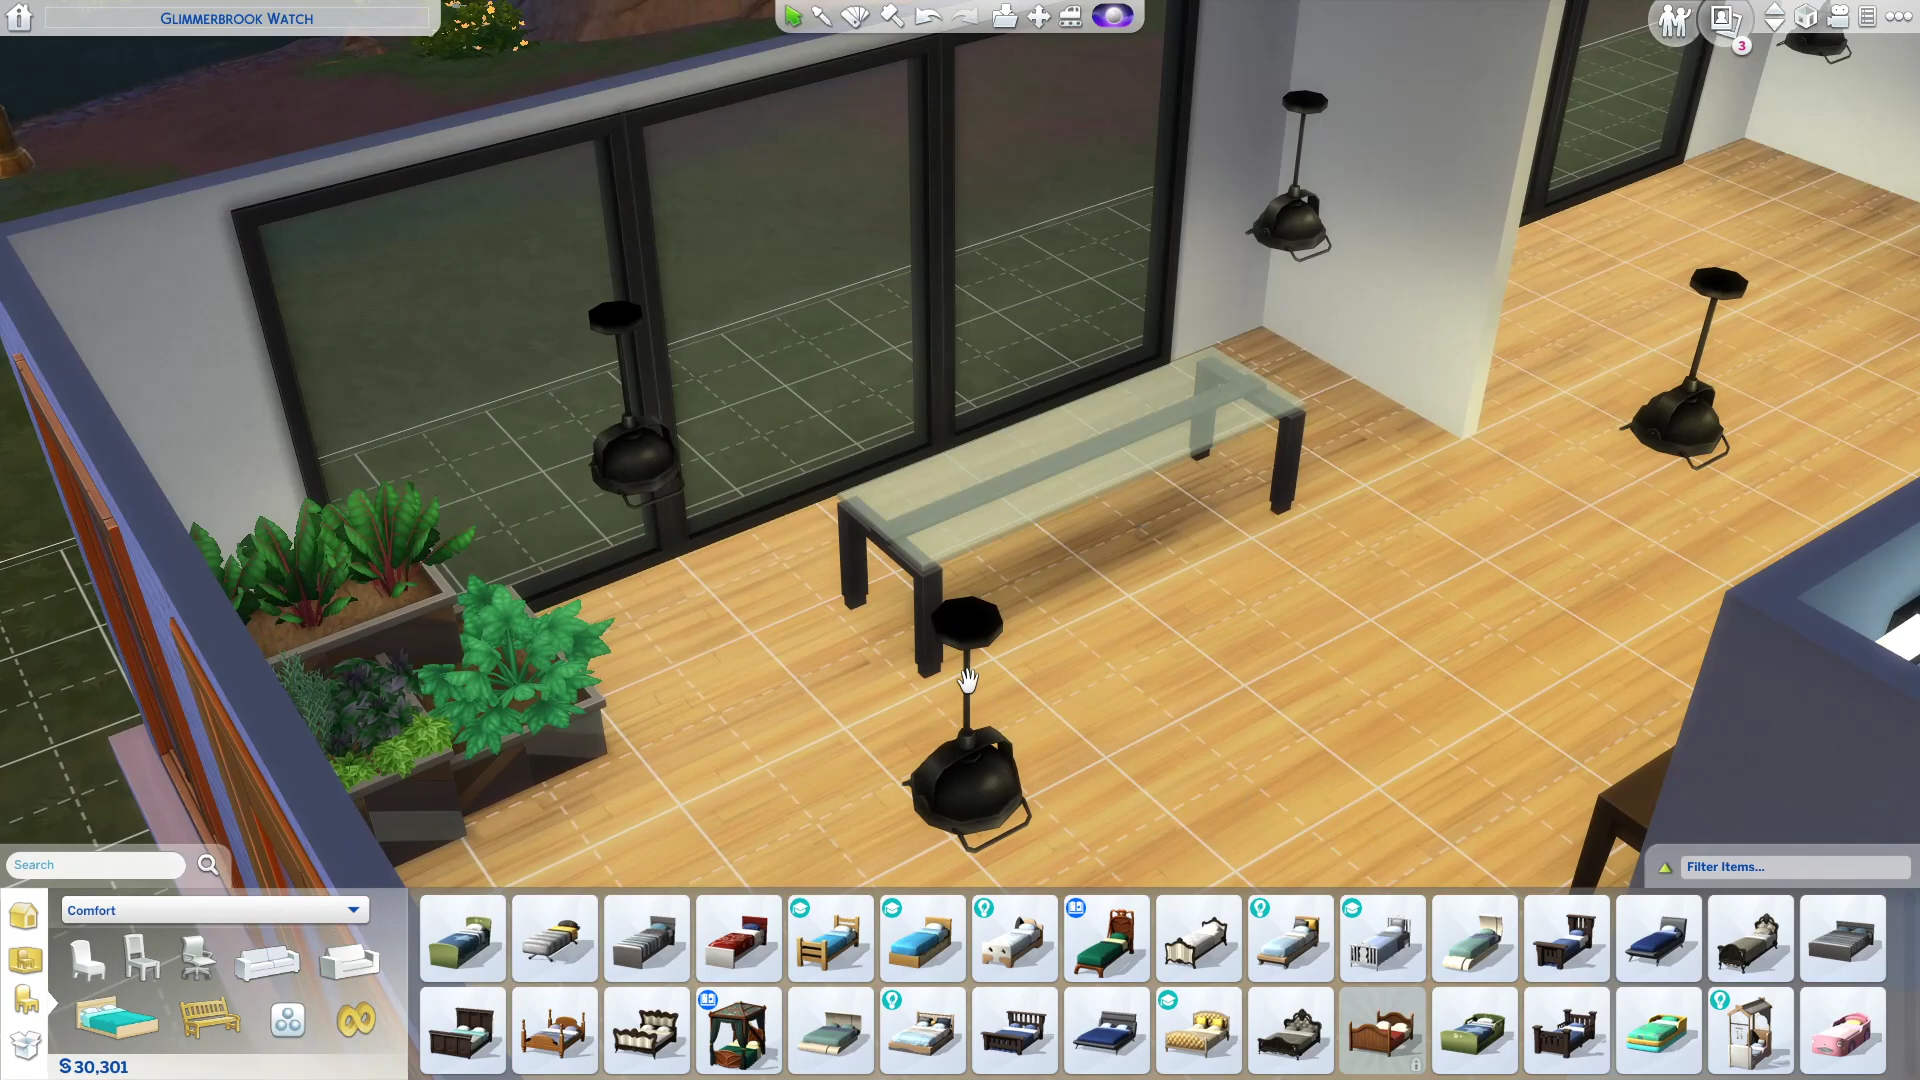 Glimmerbrook Watch
3
Search
Filter Items...
Comfort
§30,301